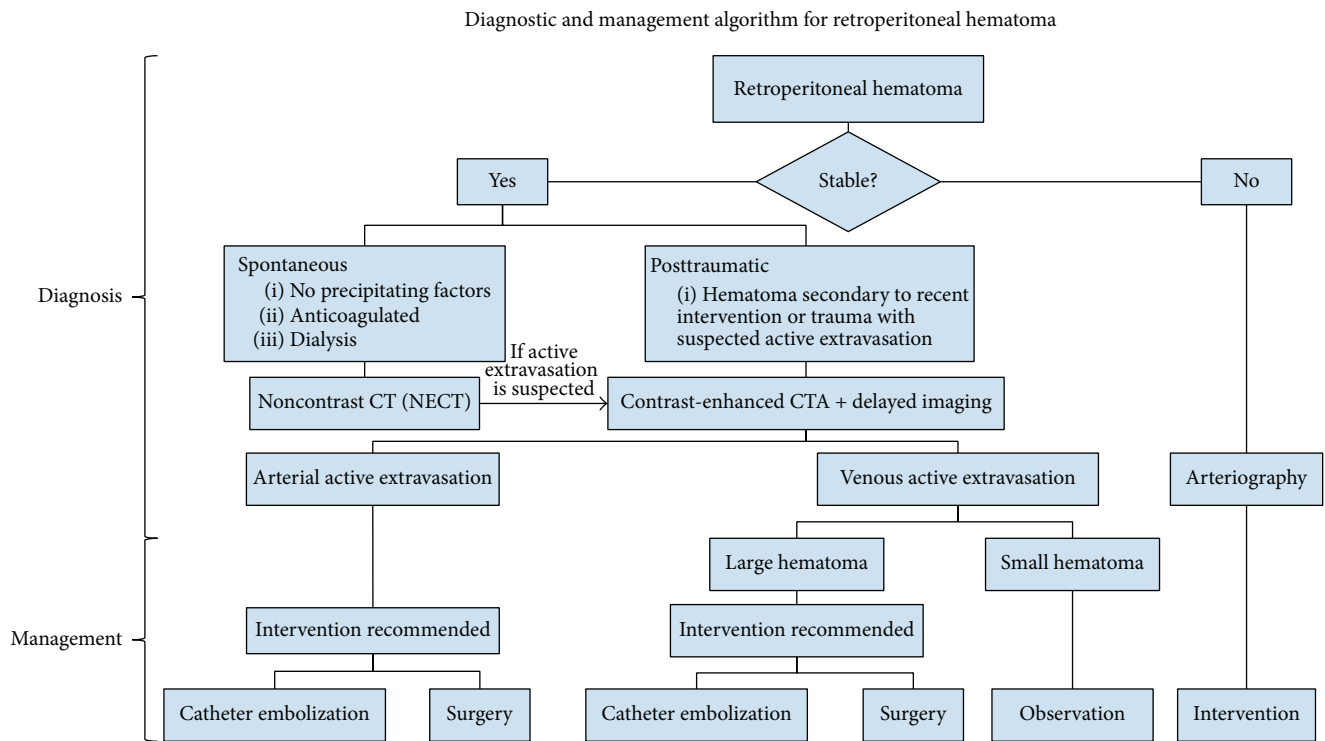 Diagnostic and management algorithm for retroperitoneal hematoma
Retroperitoneal hematoma
Yes
Stable?
No
Spontaneous
(i) No precipitating factors
(ii) Anticoagulated
(iii) Dialysis
Posttraumatic
(i) Hematoma secondary to recent
intervention or trauma with
suspected active extravasation
Diagnosis
If active
extravasation
is suspected
Noncontrast CT (NECT)
Contrast-enhanced CTA + delayed imaging
Arterial active extravasation
Venous active extravasation
Arteriography
Large hematoma
Small hematoma
Management
Intervention recommended
Intervention recommended
Catheter embolization
Surgery
Catheter embolization
Surgery
Observation
Intervention